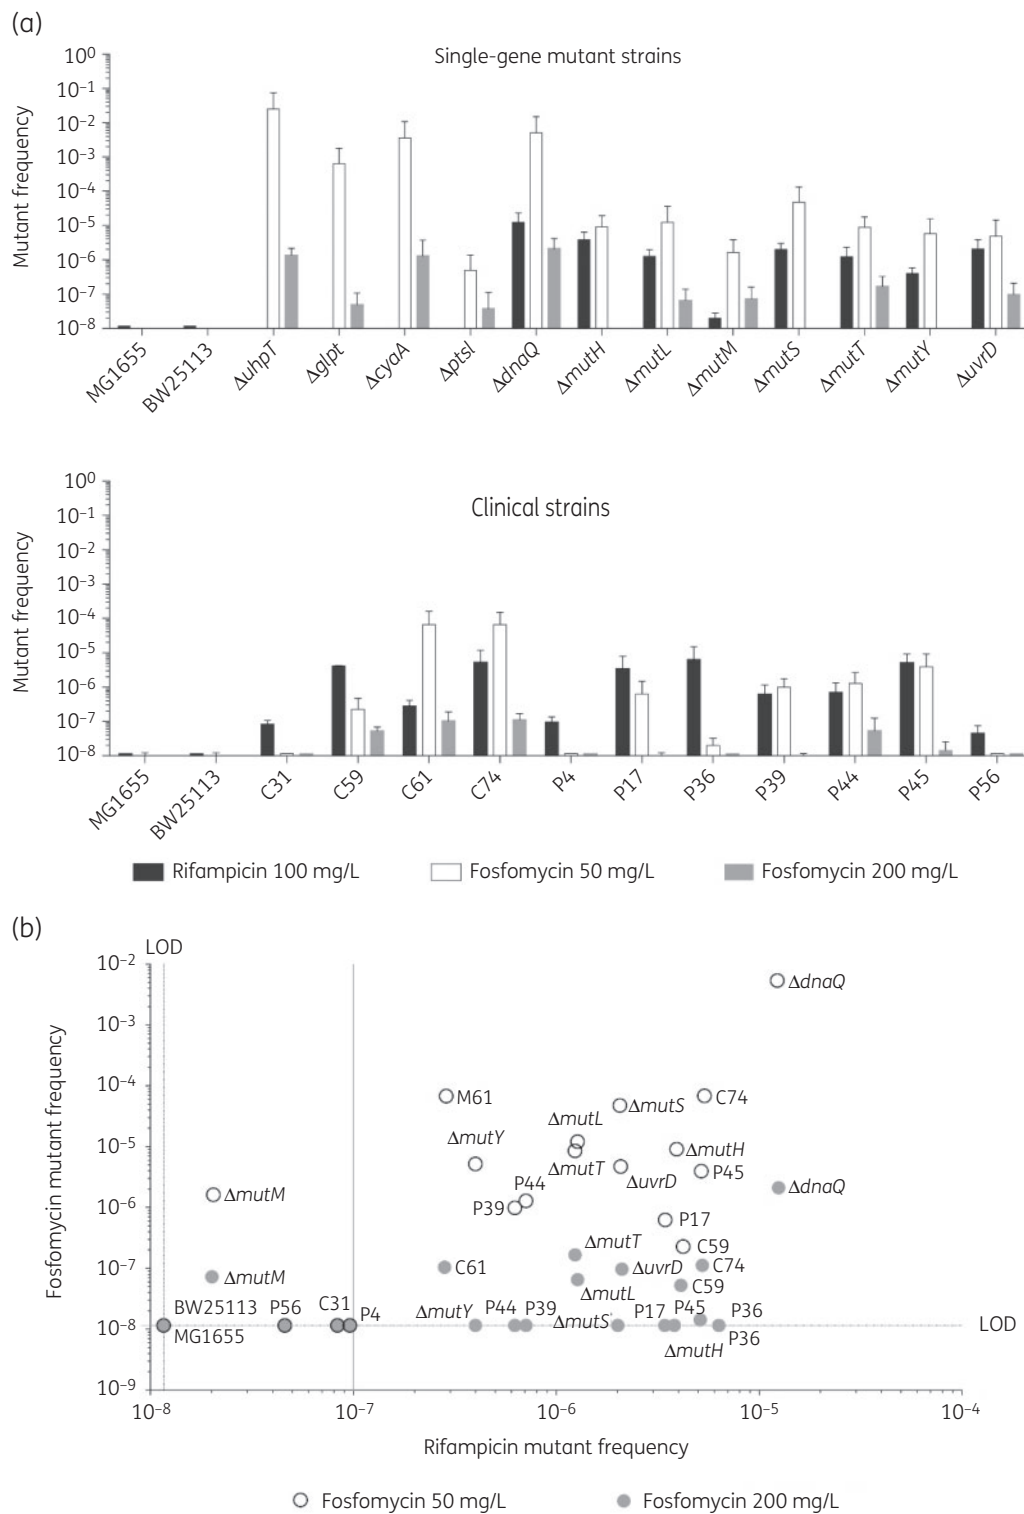 (a)
Single-gene mutant strains
Mutant frequency
10⁰
10⁻¹
10⁻²
10⁻³
10⁻⁴
10⁻⁵
10⁻⁶
10⁻⁷
10⁻⁸
MG1655
BW25113
ΔuhpT
Δglpt
ΔcyaA
ΔptsI
ΔdnaQ
ΔmutH
ΔmutL
ΔmutM
ΔmutS
ΔmutT
ΔmutY
ΔuvrD
Clinical strains
Mutant frequency
10⁰
10⁻¹
10⁻²
10⁻³
10⁻⁴
10⁻⁵
10⁻⁶
10⁻⁷
10⁻⁸
MG1655
BW25113
C31
C59
C61
C74
P4
P17
P36
P39
P44
P45
P56
Rifampicin 100 mg/L
Fosfomycin 50 mg/L
Fosfomycin 200 mg/L
(b)
LOD
Fosfomycin mutant frequency
10⁻²
10⁻³
10⁻⁴
10⁻⁵
10⁻⁶
10⁻⁷
10⁻⁸
10⁻⁹
ΔdnaQ
M61
ΔmutS
C74
ΔmutL
ΔmutY
ΔmutH
ΔmutT
P45
ΔuvrD
P44
ΔdnaQ
ΔmutM
P39
P17
ΔmutT
C59
C61
ΔuvrD
C74
ΔmutM
ΔmutL
C59
BW25113
P56
C31
P4
ΔmutY
P44
P39
ΔmutS
P17
P45
P36
LOD
MG1655
P36
ΔmutH
10⁻⁸
10⁻⁷
10⁻⁶
10⁻⁵
10⁻⁴
Rifampicin mutant frequency
Fosfomycin 50 mg/L
Fosfomycin 200 mg/L